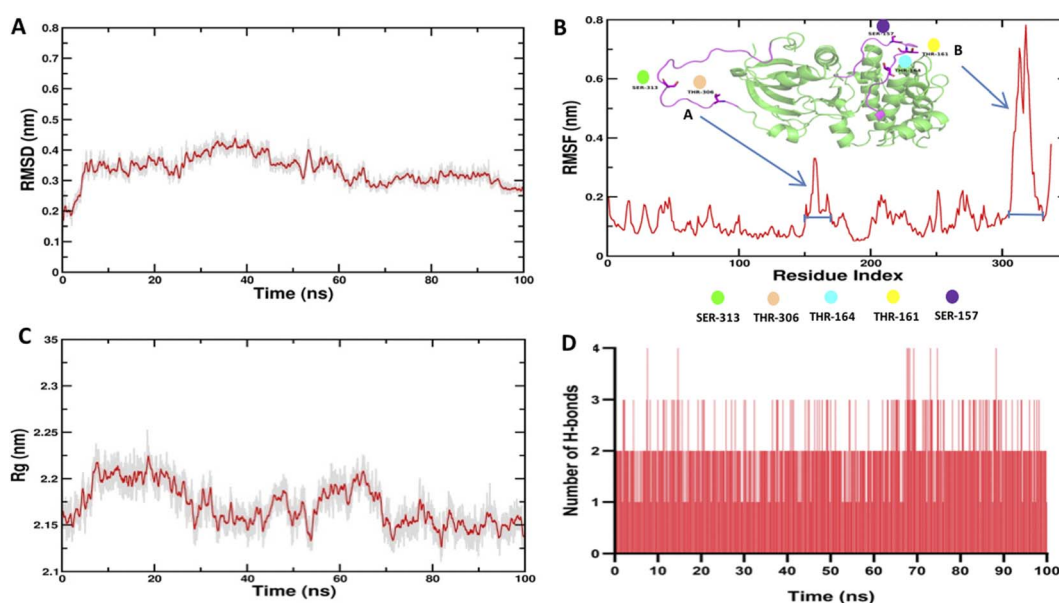 A
RMSD (nm)
0.8
0.7
0.6
0.5
0.4
0.3
0.2
0.1
0
0 20 40 60 80 100
Time (ns)
B
RMSF (nm)
0.8
0.6
0.4
0.2
0
0 100 200 300
Residue Index
SER-157
THR-161
THR-164
SER-313
THR-306
A
B
SER-313 THR-306 THR-164 THR-161 SER-157
C
Rg (nm)
35
2.3
2.25
2.2
2.15
2.1
0 20 40 60 80 100
Time (ns)
D
Number of H-bonds
4
3
2
1
0
0 10 20 30 40 50 60 70 80 90 100
Time (ns)